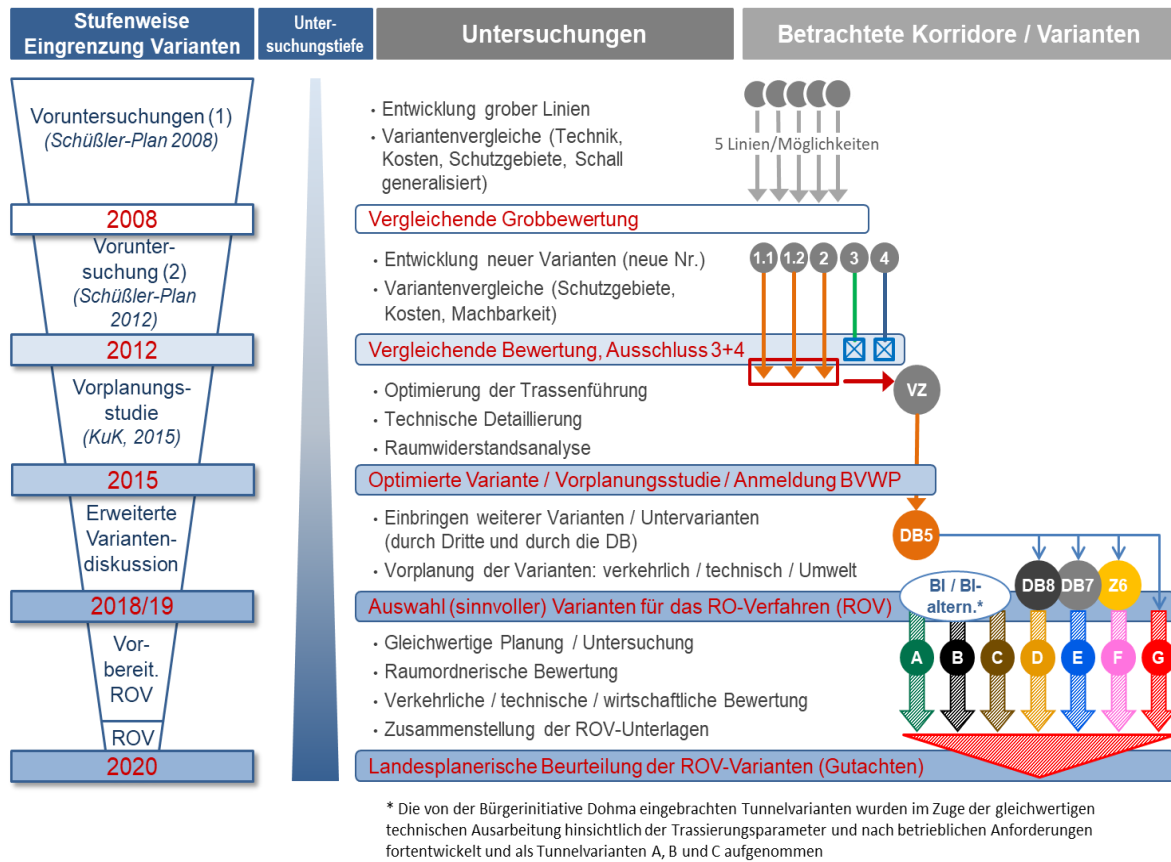 Stufenweise
Eingrenzung Varianten
Unter-
suchungstiefe
Untersuchungen
Betrachtete Korridore / Varianten
Voruntersuchungen (1)
(Schüßler-Plan 2008)
• Entwicklung grober Linien
• Variantenvergleiche (Technik,
Kosten, Schutzgebiete, Schall
generalisiert)
5 Linien/Möglichkeiten
2008
Vergleichende Grobbewertung
Vorunter-
suchung (2)
(Schüßler-Plan
2012)
• Entwicklung neuer Varianten (neue Nr.)
• Variantenvergleiche (Schutzgebiete,
Kosten, Machbarkeit)
1.1 1.2 2 3 4
2012
Vergleichende Bewertung, Ausschluss 3+4
Vorplanungs-
studie
(KuK, 2015)
• Optimierung der Trassenführung
• Technische Detaillierung
• Raumwiderstandsanalyse
VZ
2015
Optimierte Variante / Vorplanungsstudie / Anmeldung BVWP
Erweiterte
Varianten-
diskussion
• Einbringen weiterer Varianten / Untervarianten
(durch Dritte und durch die DB)
• Vorplanung der Varianten: verkehrlich / technisch / Umwelt
DB5
BI / BI-
altern.*
DB8 DB7 Z6
2018/19
Auswahl (sinnvoller) Varianten für das RO-Verfahren (ROV)
Vor-
bereit.
ROV
ROV
• Gleichwertige Planung / Untersuchung
• Raumordnerische Bewertung
• Verkehrliche / technische / wirtschaftliche Bewertung
• Zusammenstellung der ROV-Unterlagen
A B C D E F G
2020
Landesplanerische Beurteilung der ROV-Varianten (Gutachten)
* Die von der Bürgerinitiative Dohma eingebrachten Tunnelvarianten wurden im Zuge der gleichwertigen
technischen Ausarbeitung hinsichtlich der Trassierungsparameter und nach betrieblichen Anforderungen
fortentwickelt und als Tunnelvarianten A, B und C aufgenommen